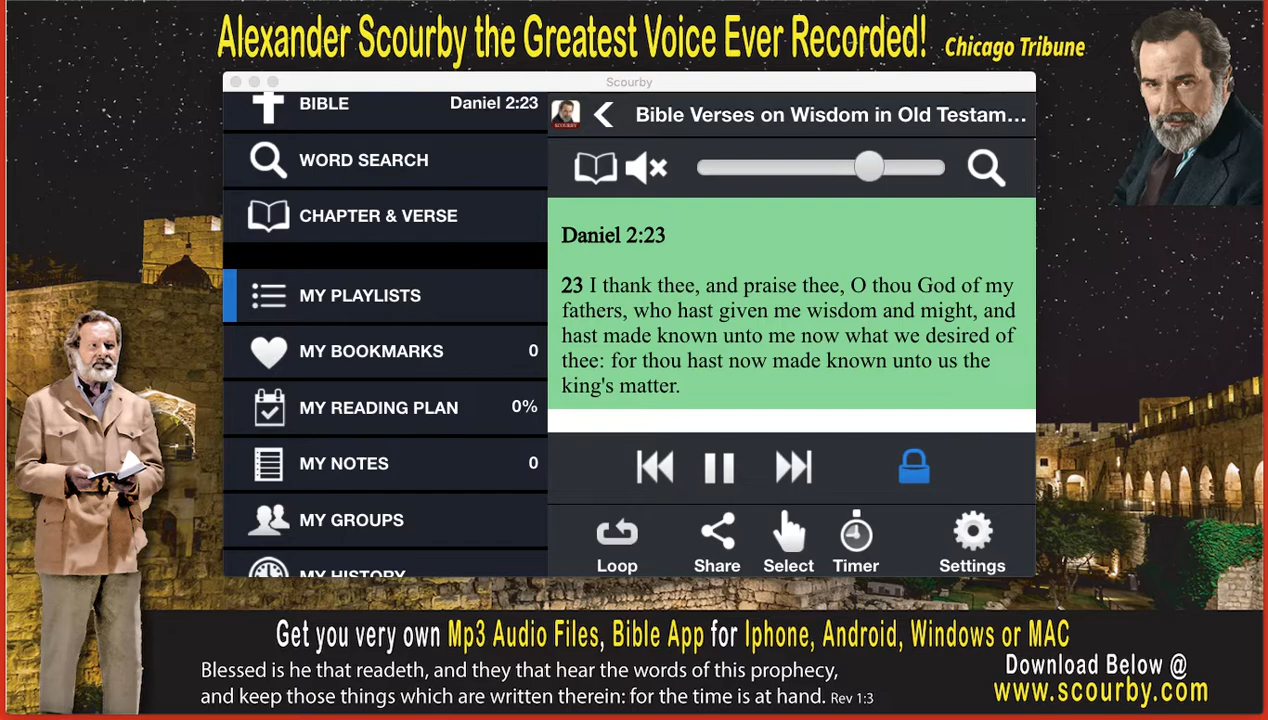 Alexander Scourby the Greatest Voice Ever Recorded! Chicago Tribune
Scourby
BIBLE Daniel 2:23
WORD SEARCH
CHAPTER & VERSE
MY PLAYLISTS
MY BOOKMARKS 0
MY READING PLAN 0%
MY NOTES 0
MY GROUPS
MY HISTORY
Bible Verses on Wisdom in Old Testam...
Daniel 2:23
23 I thank thee, and praise thee, O thou God of my
fathers, who hast given me wisdom and might, and
hast made known unto me now what we desired of
thee: for thou hast now made known unto us the
king's matter.
Loop Share Select Timer Settings
Get you very own Mp3 Audio Files, Bible App for Iphone, Android, Windows or MAC
Blessed is he that readeth, and they that hear the words of this prophecy,
and keep those things which are written therein: for the time is at hand. Rev 1:3
Download Below @
www.scourby.com